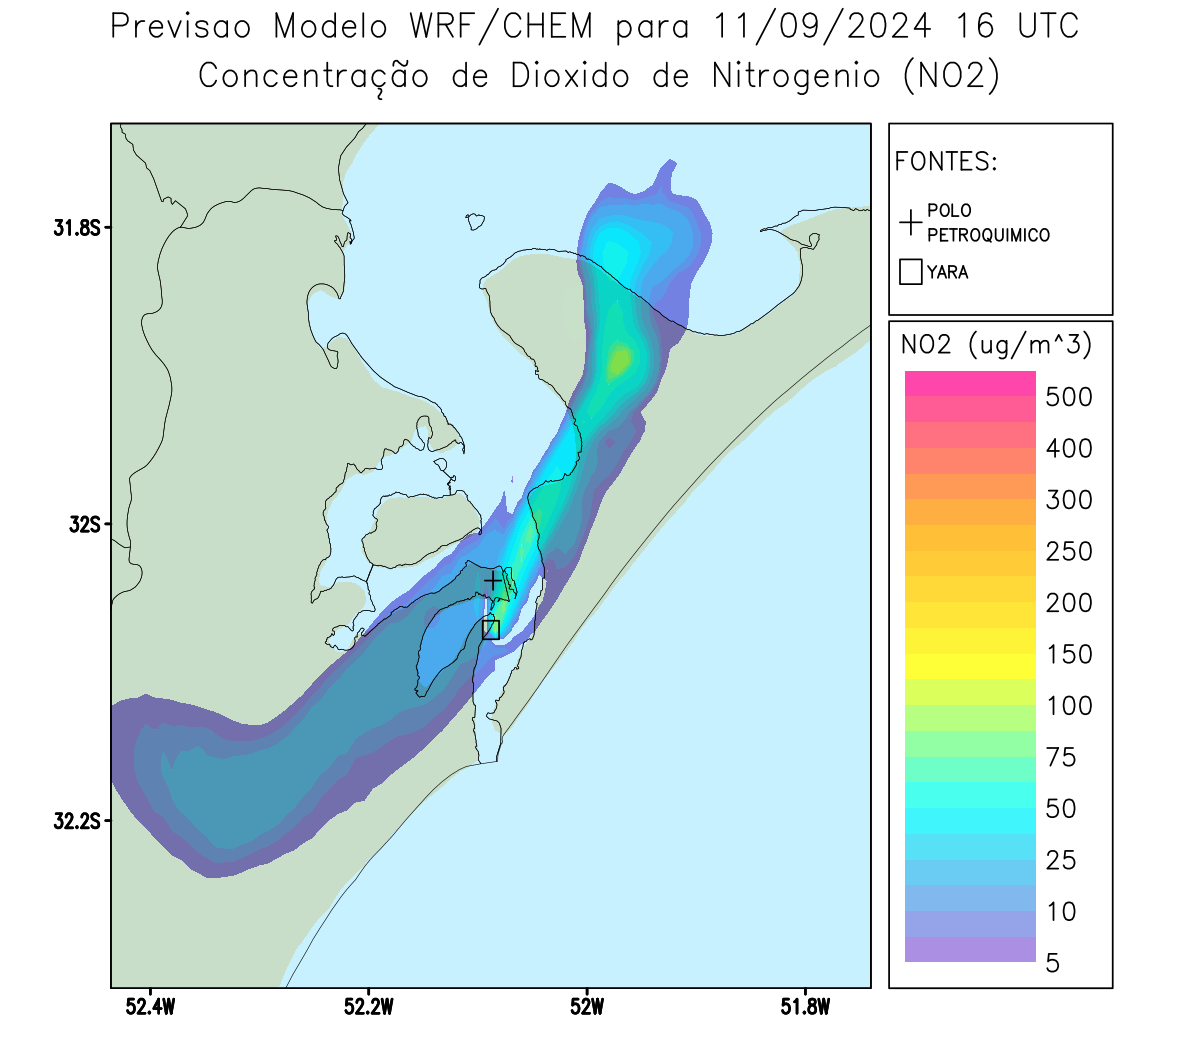 Previsao Modelo WRF/CHEM para 11/09/2024 16 UTC
Concentração de Dioxido de Nitrogenio (NO2)
FONTES:
POLO
PETROQUIMICO
YARA
NO2 (ug/m^3)
500
400
300
250
200
150
100
75
50
25
10
5
31.8S
32S
32.2S
52.4W
52.2W
52W
51.8W